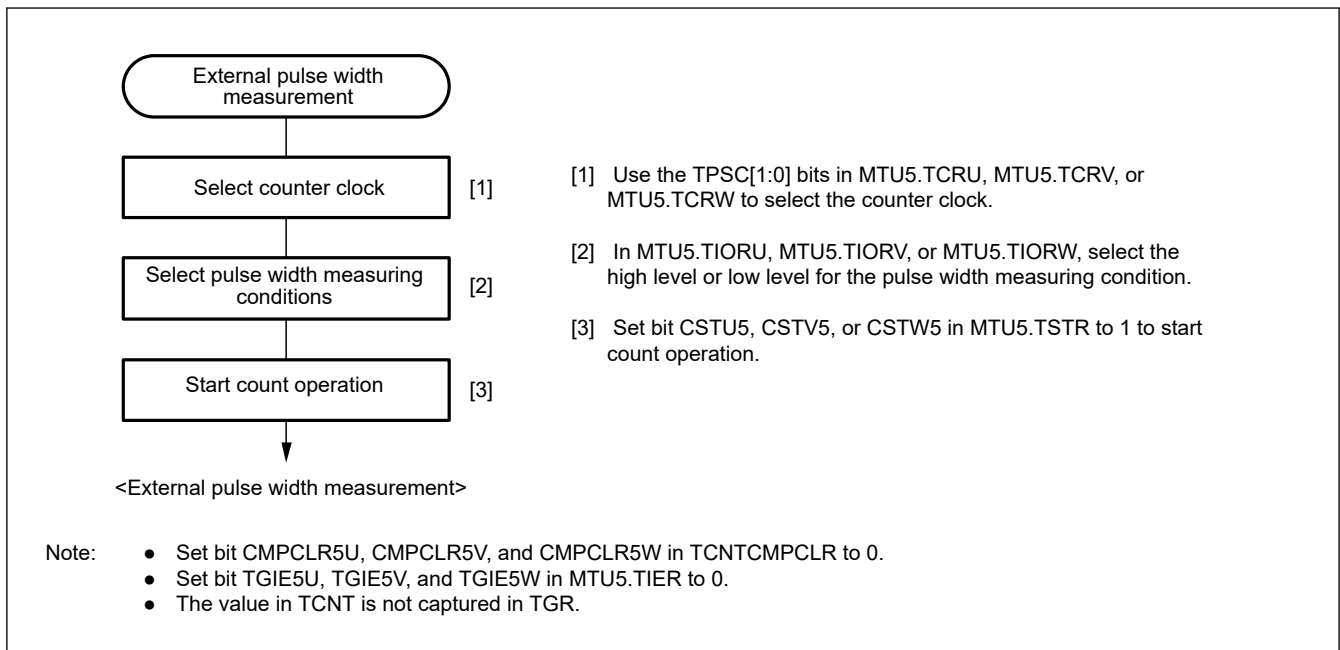 External pulse width
measurement
Select counter clock
[1]
[1] Use the TPSC[1:0] bits in MTU5.TCRU, MTU5.TCRV, or
MTU5.TCRW to select the counter clock.
Select pulse width measuring
conditions
[2]
[2] In MTU5.TIORU, MTU5.TIORV, or MTU5.TIORW, select the
high level or low level for the pulse width measuring condition.
Start count operation
[3]
[3] Set bit CSTU5, CSTV5, or CSTW5 in MTU5.TSTR to 1 to start
count operation.
<External pulse width measurement>
Note: ● Set bit CMPCLR5U, CMPCLR5V, and CMPCLR5W in TCNTCMPCLR to 0.
● Set bit TGIE5U, TGIE5V, and TGIE5W in MTU5.TIER to 0.
● The value in TCNT is not captured in TGR.